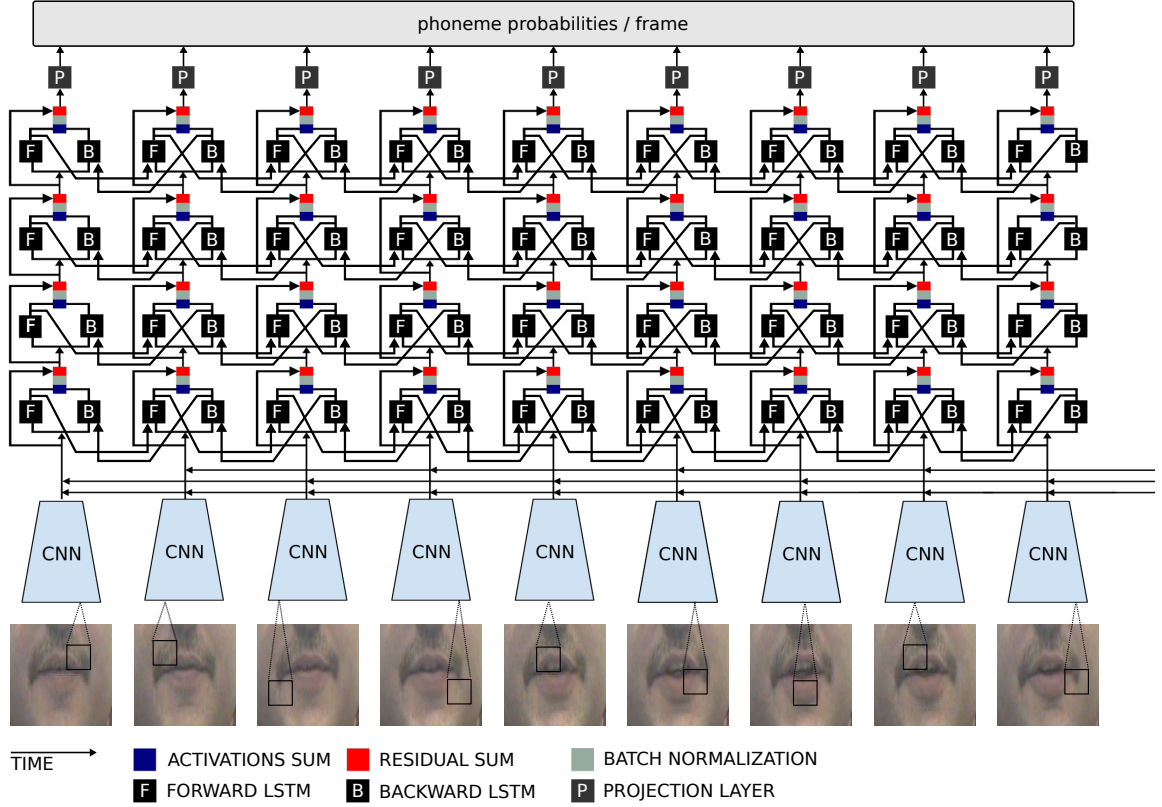 phoneme probabilities / frame
P P P P P P P P P
F B F B F B F B F B F B F B F B F B
F B F B F B F B F B F B F B F B F B
F B F B F B F B F B F B F B F B F B
F B F B F B F B F B F B F B F B F B
CNN CNN CNN CNN CNN CNN CNN CNN CNN
TIME
ACTIVATIONS SUM RESIDUAL SUM BATCH NORMALIZATION
F FORWARD LSTM B BACKWARD LSTM P PROJECTION LAYER